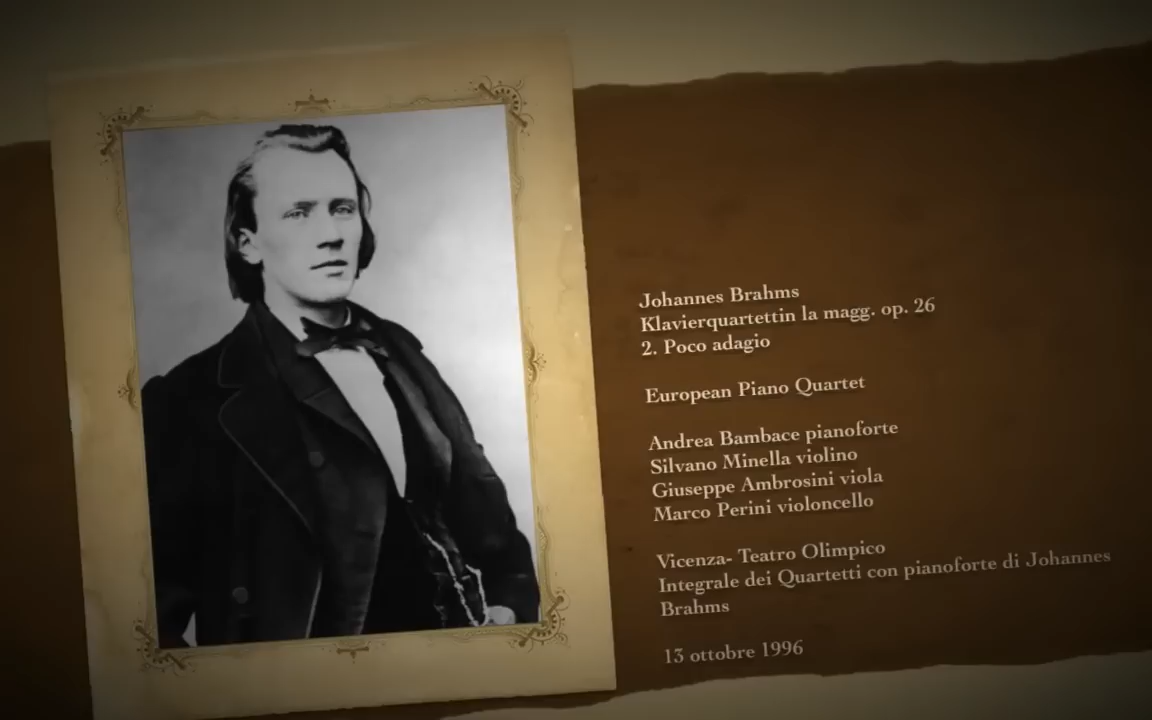 Johannes Brahms
Klavierquartettin la magg. op. 26
2. Poco adagio
European Piano Quartet
Andrea Bambace pianoforte
Silvano Minella violino
Giuseppe Ambrosini viola
Marco Perini violoncello
Vicenza- Teatro Olimpico
Integrale dei Quartetti con pianoforte di Johannes
Brahms
13 ottobre 1996